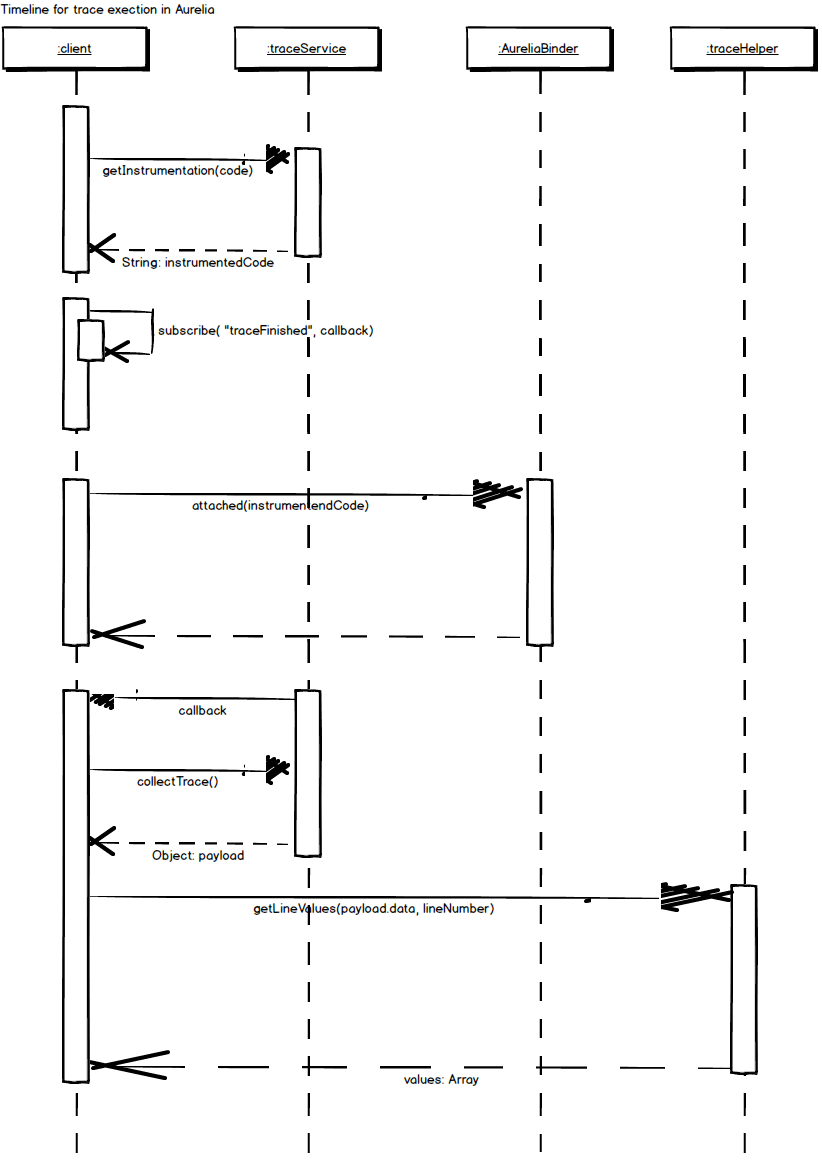 Timeline for trace exection in Aurelia
:client
:traceService
:AureliaBinder
:traceHelper
getInstrumentation(code)
String: instrumentedCode
subscribe( "traceFinished", callback)
attached(instrumentendCode)
callback
collectTrace()
Object: payload
getLineValues(payload.data, lineNumber)
values: Array